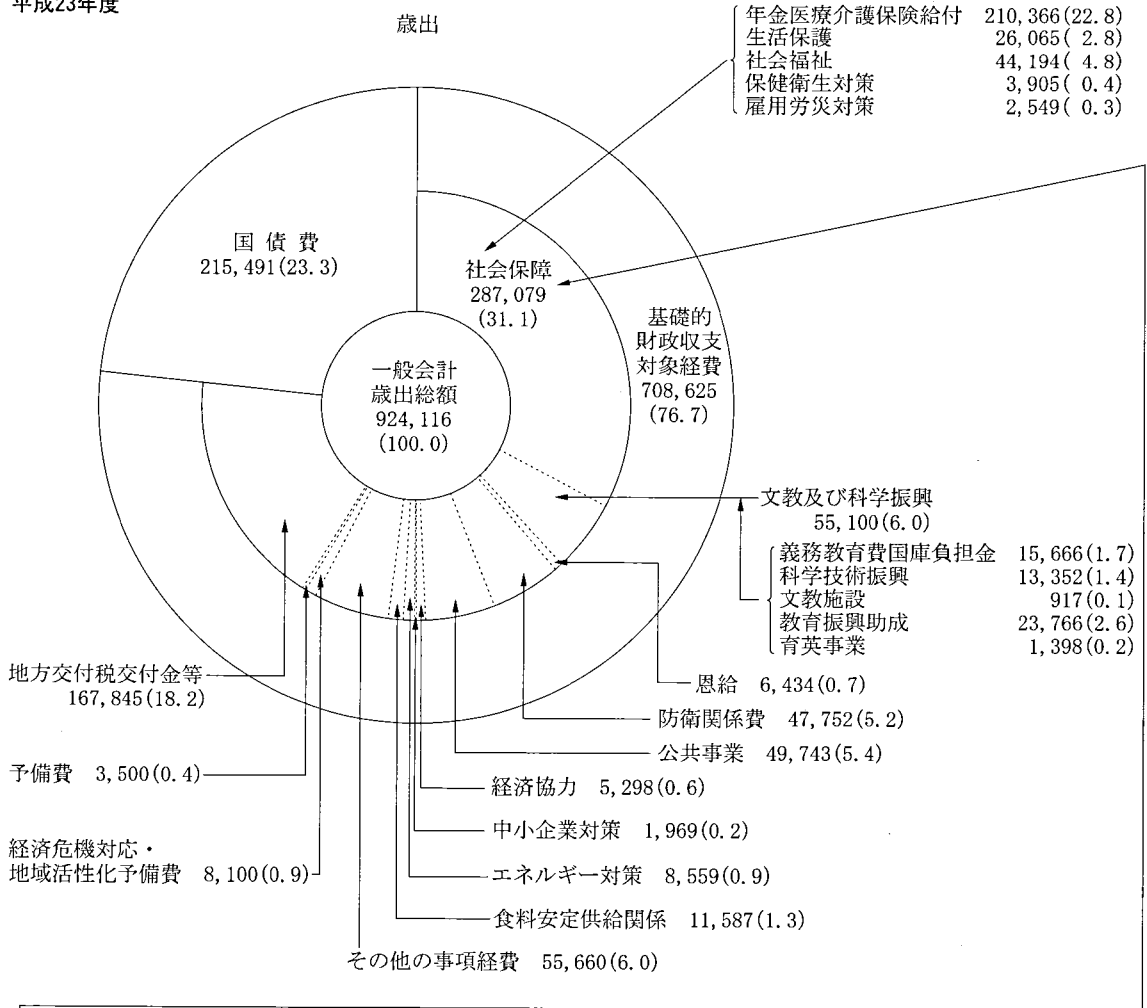 平成23年度
歳出
年金医療介護保険給付 210,366(22.8)
生活保護 26,065( 2.8)
社会福祉 44,194( 4.8)
保健衛生対策 3,905( 0.4)
雇用労災対策 2,549( 0.3)
国債費
215,491(23.3)
社会保障
287,079
(31.1)
基礎的
財政収支
対象経費
708,625
(76.7)
一般会計
歳出総額
924,116
(100.0)
文教及び科学振興
55,100(6.0)
義務教育費国庫負担金 15,666(1.7)
科学技術振興 13,352(1.4)
文教施設 917(0.1)
教育振興助成 23,766(2.6)
育英事業 1,398(0.2)
恩給 6,434(0.7)
防衛関係費 47,752(5.2)
公共事業 49,743(5.4)
経済協力 5,298(0.6)
中小企業対策 1,969(0.2)
エネルギー対策 8,559(0.9)
食料安定供給関係 11,587(1.3)
その他の事項経費 55,660(6.0)
地方交付税交付金等
167,845(18.2)
予備費 3,500(0.4)
経済危機対応・
地域活性化予備費 8,100(0.9)